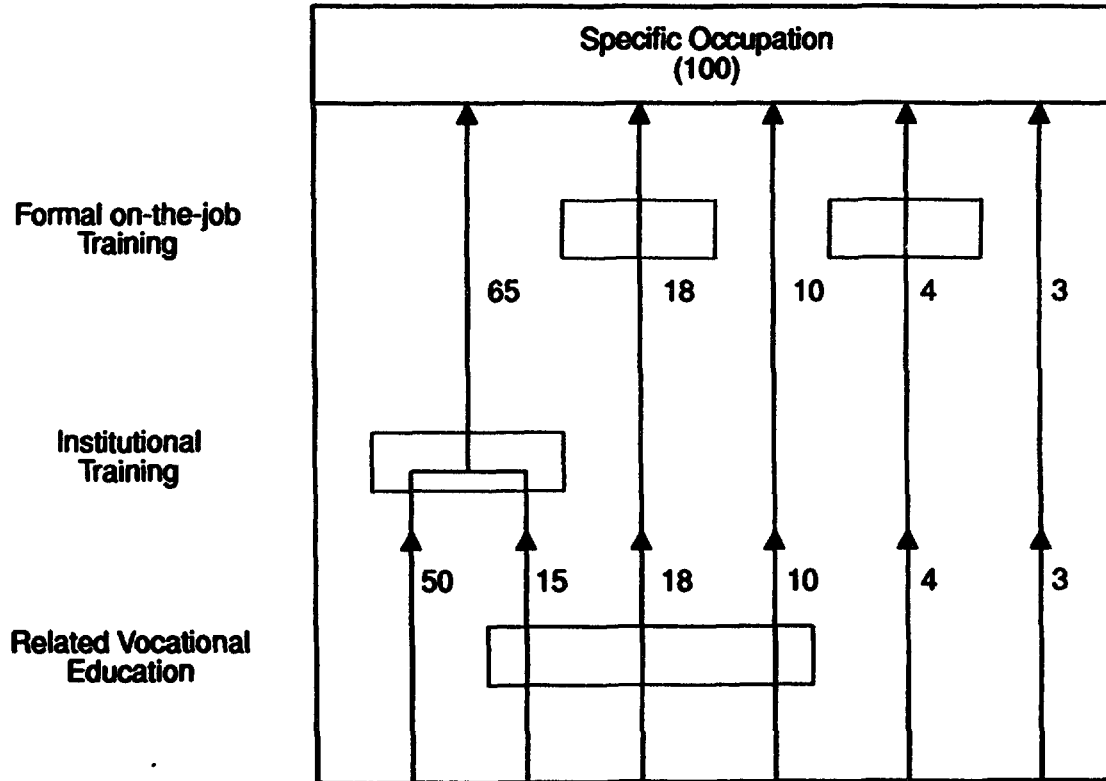 Specific Occupation
(100)
Formal on-the-job
Training
65
18
10
4
3
Institutional
Training
50
15
18
10
4
3
Related Vocational
Education